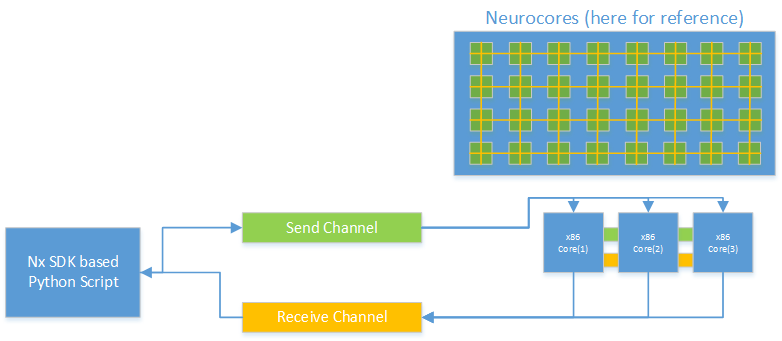 Neurocores (here for reference)
Send Channel
x86
Core(1)
x86
Core(2)
x86
Core(3)
Nx SDK based
Python Script
Receive Channel